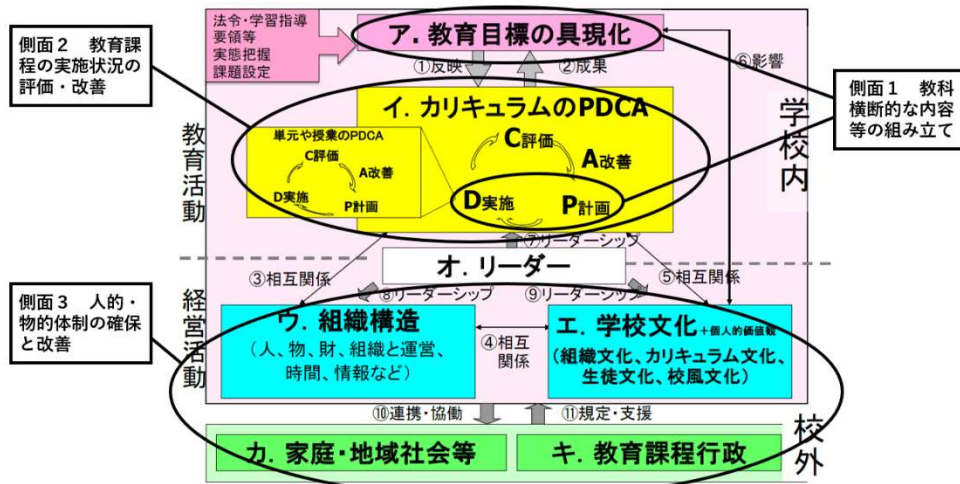 法令・学習指導
要領等
実態把握
課題設定
ア．教育目標の具現化
①反映
②成果
⑥影響
側面２　教育課
程の実施状況の
評価・改善
側面１　教科
横断的な内容
等の組み立て
イ．カリキュラムのPDCA
C評価
A改善
D実施
P計画
単元や授業のPDCA
C評価
A改善
D実施
P計画
教育活動
学校内
⑦リーダーシップ
オ．リーダー
③相互関係
⑤相互関係
⑧リーダーシップ
⑨リーダーシップ
側面３　人的・
物的体制の確保
と改善
経営活動
ウ．組織構造
（人、物、財、組織と運営、
時間、情報など）
④相互
関係
エ．学校文化＋個人的価値観
（組織文化、カリキュラム文化、
生徒文化、校風文化）
⑩連携・協働
⑪規定・支援
カ．家庭・地域社会等
キ．教育課程行政
校外